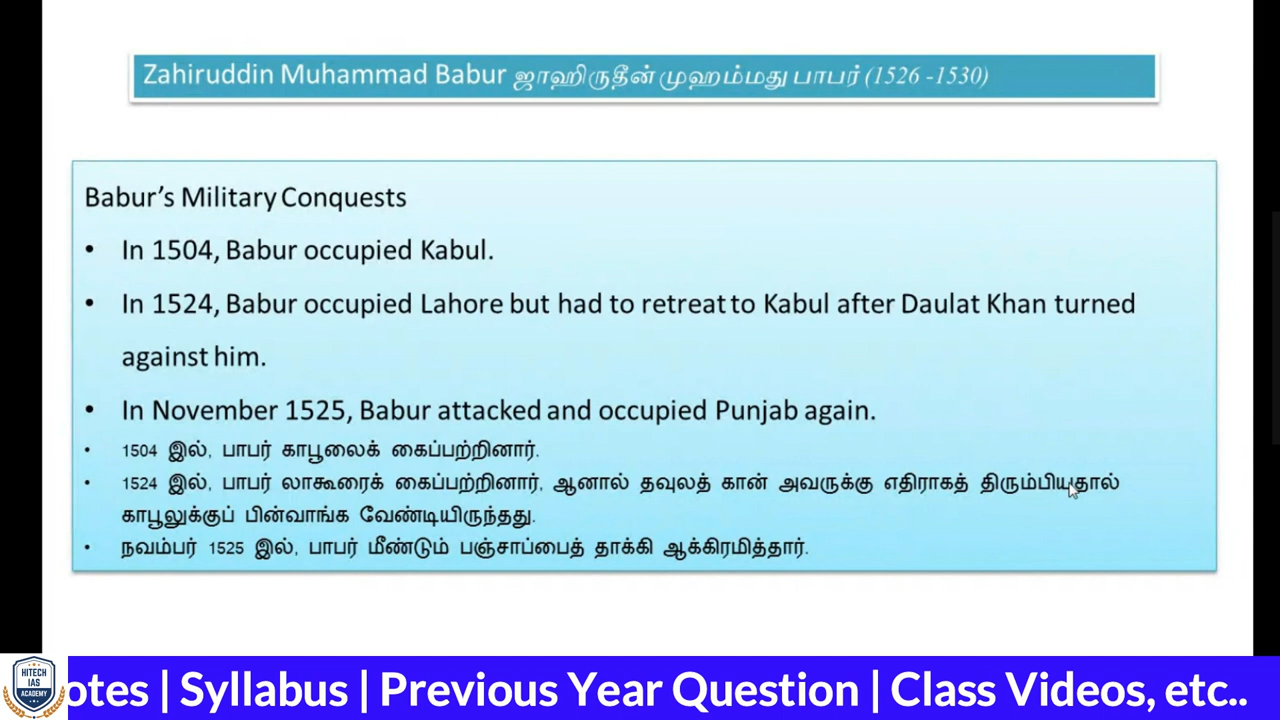 Zahiruddin Muhammad Babur ஜாஹிருதீன் முஹம்மது பாபர் (1526 -1530)
Babur’s Military Conquests
• In 1504, Babur occupied Kabul.
• In 1524, Babur occupied Lahore but had to retreat to Kabul after Daulat Khan turned
against him.
• In November 1525, Babur attacked and occupied Punjab again.
• 1504 இல், பாபர் காபூலைக் கைப்பற்றினார்.
• 1524 இல், பாபர் லாகூரைக் கைப்பற்றினார், ஆனால் தவுலத் கான் அவருக்கு எதிராகத் திரும்பியதால்
காபூலுக்குப் பின்வாங்க வேண்டியிருந்தது.
• நவம்பர் 1525 இல், பாபர் மீண்டும் பஞ்சாப்பைத் தாக்கி ஆக்கிரமித்தார்.
HITECH
IAS
ACADEMY
otes | Syllabus | Previous Year Question | Class Videos, etc..